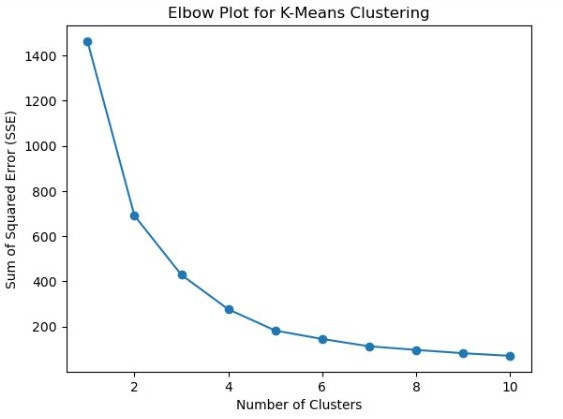 Elbow Plot for K-Means Clustering
1400
1200
1000
800
600
400
200
Sum of Squared Error (SSE)
2 4 6 8 10
Number of Clusters